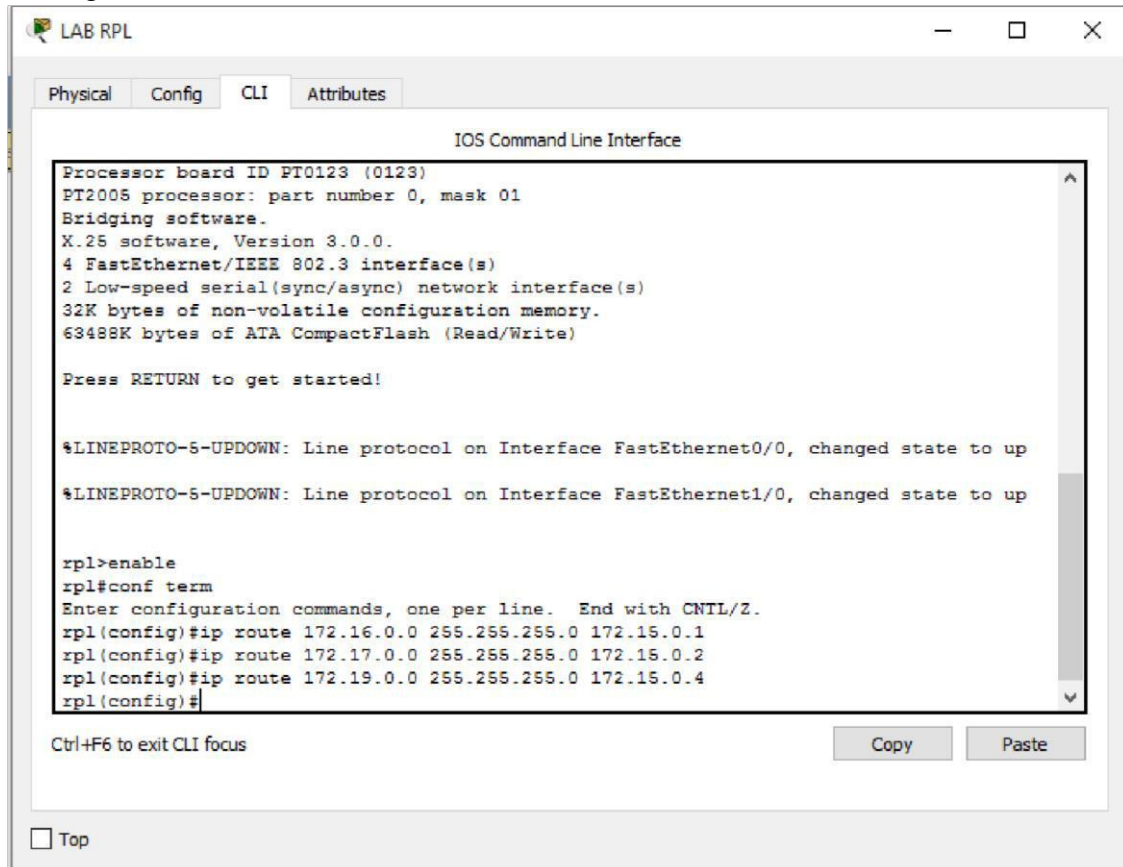 LAB RPL
Physical Config CLI Attributes
IOS Command Line Interface
Processor board ID PT0123 (0123)
PT2005 processor: part number 0, mask 01
Bridging software.
X.25 software, Version 3.0.0.
4 FastEthernet/IEEE 802.3 interface(s)
2 Low-speed serial(sync/async) network interface(s)
32K bytes of non-volatile configuration memory.
63488K bytes of ATA CompactFlash (Read/Write)
Press RETURN to get started!
%LINEPROTO-5-UPDOWN: Line protocol on Interface FastEthernet0/0, changed state to up
%LINEPROTO-5-UPDOWN: Line protocol on Interface FastEthernet1/0, changed state to up
rpl>enable
rpl#conf term
Enter configuration commands, one per line.  End with CNTL/Z.
rpl(config)#ip route 172.16.0.0 255.255.255.0 172.15.0.1
rpl(config)#ip route 172.17.0.0 255.255.255.0 172.15.0.2
rpl(config)#ip route 172.19.0.0 255.255.255.0 172.15.0.4
rpl(config)#
Ctrl+F6 to exit CLI focus
Copy Paste
Top